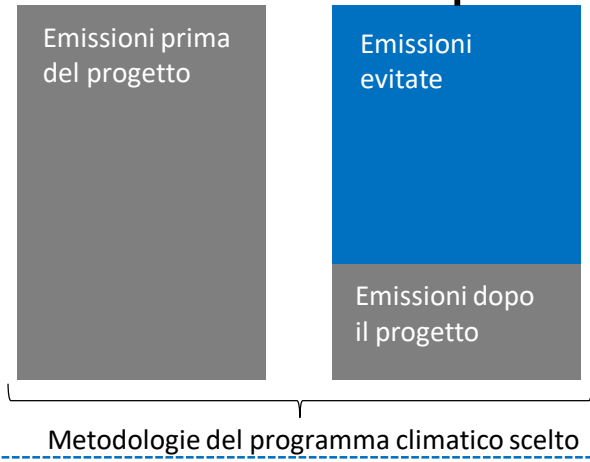 Emissioni prima
del progetto
Emissioni
evitate
Emissioni dopo
il progetto
Metodologie del programma climatico scelto